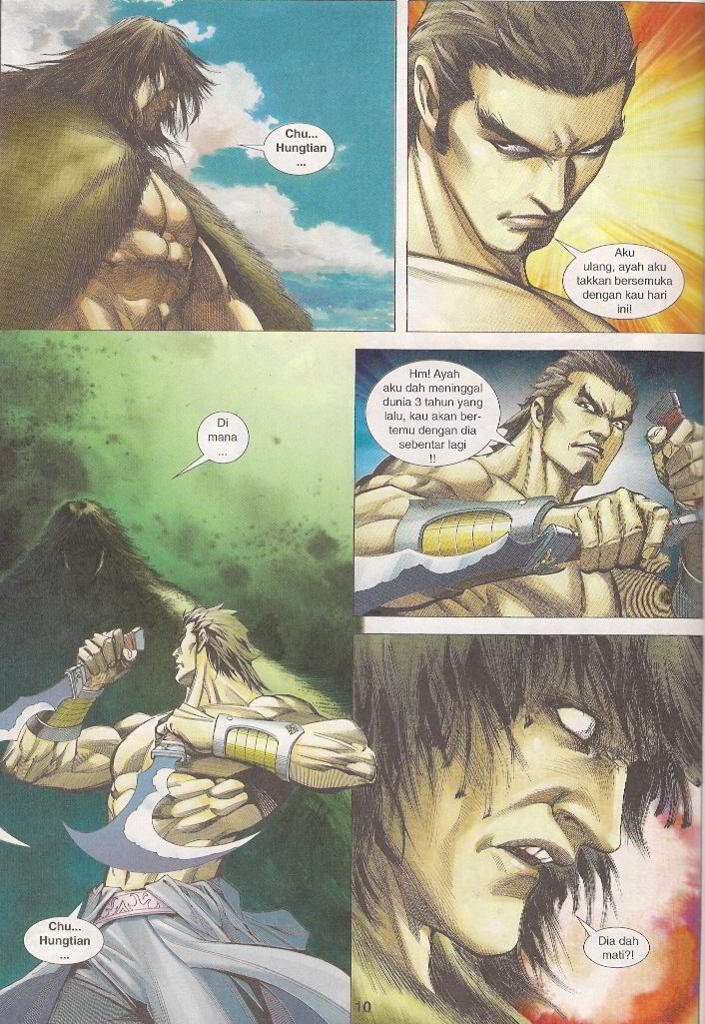 Chu...
Hungtian
...
Aku
ulang, ayah aku
takkan bersemuka
dengan kau hari
ini!
Di
mana
...
Chu...
Hungtian
...
Hm! Ayah
aku dah meninggal
dunia 3 tahun yang
lalu, kau akan ber-
temu dengan dia
sebentar lagi
!!
Dia dah
mati?!
10